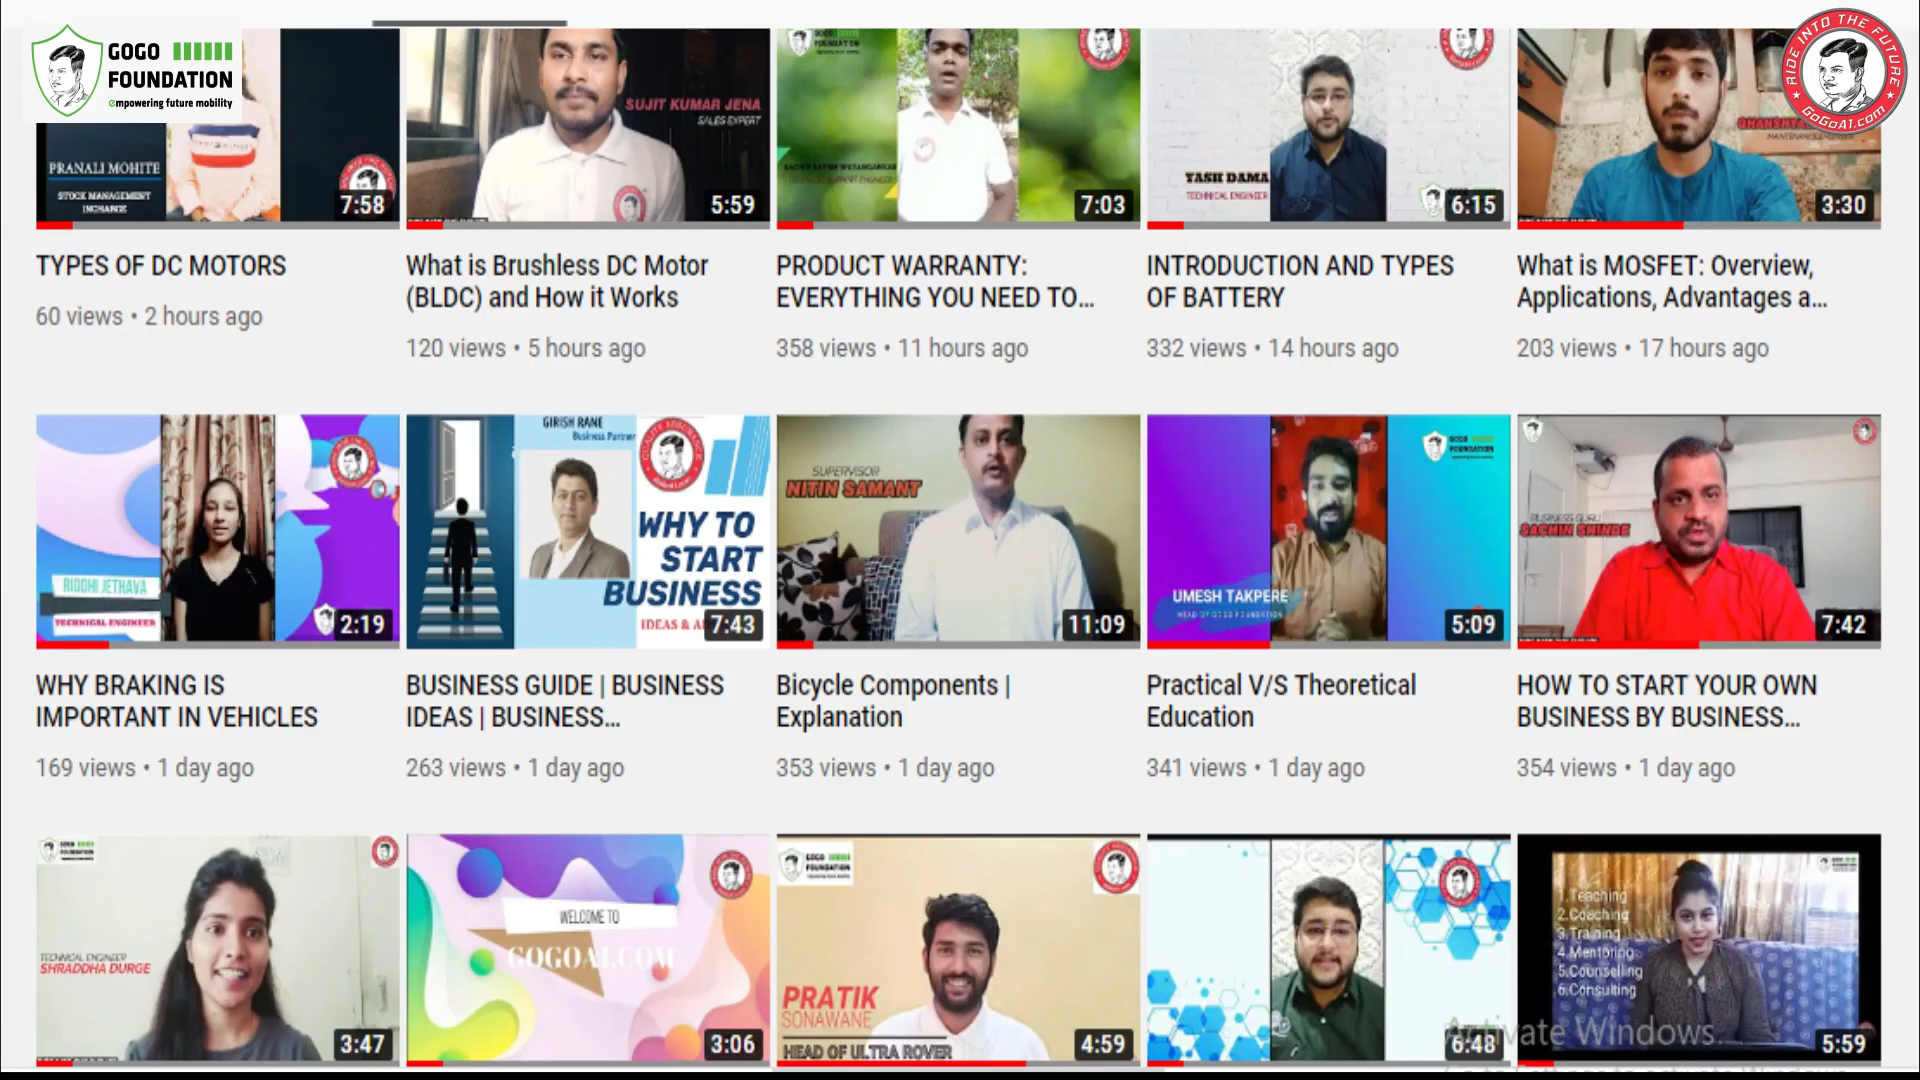 GOGO
FOUNDATION
empowering future mobility
RIDE INTO THE FUTURE
GoGoA1.com
PRANALI MOHITE
STOCK MANAGEMENT
INCHARGE
7:58
SUJIT KUMAR JENA
SALES EXPERT
5:59
FOUNDATION
7:03
YASH DAMA
TECHNICAL ENGINEER
6:15
3:30
TYPES OF DC MOTORS
60 views • 2 hours ago
What is Brushless DC Motor
(BLDC) and How it Works
120 views • 5 hours ago
PRODUCT WARRANTY:
EVERYTHING YOU NEED TO...
358 views • 11 hours ago
INTRODUCTION AND TYPES
OF BATTERY
332 views • 14 hours ago
What is MOSFET: Overview,
Applications, Advantages a...
203 views • 17 hours ago
RIDDHI JETHAVA
TECHNICAL ENGINEER
2:19
GIRISH RANE
Business Partner
WHY TO
START
BUSINESS
IDEAS & A
7:43
SUPERVISOR
NITIN SAMANT
11:09
GOGO
FOUNDATION
UMESH TAKPERE
HEAD OF GOGO FOUNDATION
5:09
BUSINESS GURU
SACHIN SHINDE
7:42
WHY BRAKING IS
IMPORTANT IN VEHICLES
169 views • 1 day ago
BUSINESS GUIDE | BUSINESS
IDEAS | BUSINESS...
263 views • 1 day ago
Bicycle Components |
Explanation
353 views • 1 day ago
Practical V/S Theoretical
Education
341 views • 1 day ago
HOW TO START YOUR OWN
BUSINESS BY BUSINESS...
354 views • 1 day ago
TECHNICAL ENGINEER
SHRADDHA DURGE
3:47
WELCOME TO
GOGOA1.COM
3:06
GOGO
FOUNDATION
PRATIK
SONAWANE
HEAD OF ULTRA ROVER
4:59
6:48
1.Teaching
2.Coaching
3.Training
4.Mentoring
5.Counselling
6.Consulting
5:59
Activate Windows